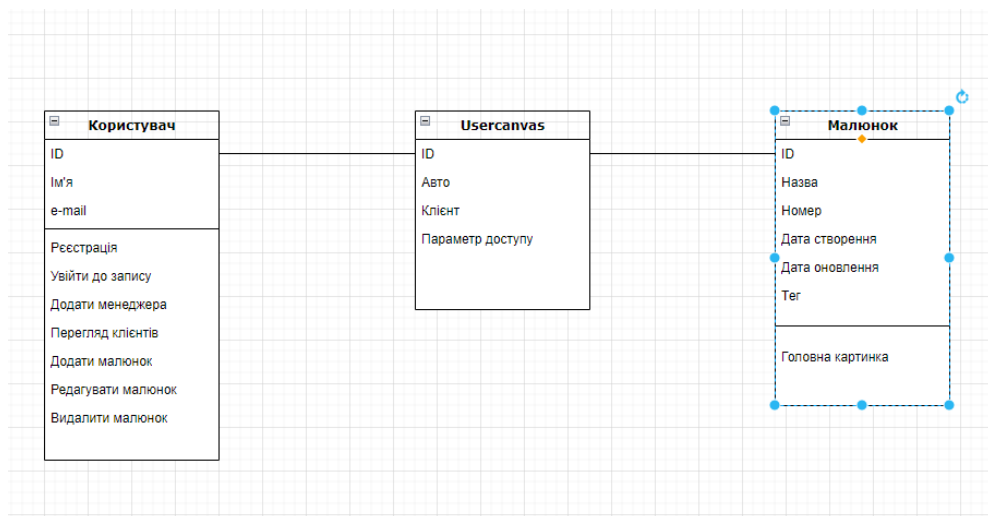 Користувач
ID
Ім'я
e-mail
Рєєстрація
Увійти до запису
Додати менеджера
Перегляд клієнтів
Додати малюнок
Редагувати малюнок
Видалити малюнок
Usercanvas
ID
Авто
Клієнт
Параметр доступу
Малюнок
ID
Назва
Номер
Дата створення
Дата оновлення
Тег
Головна картинка